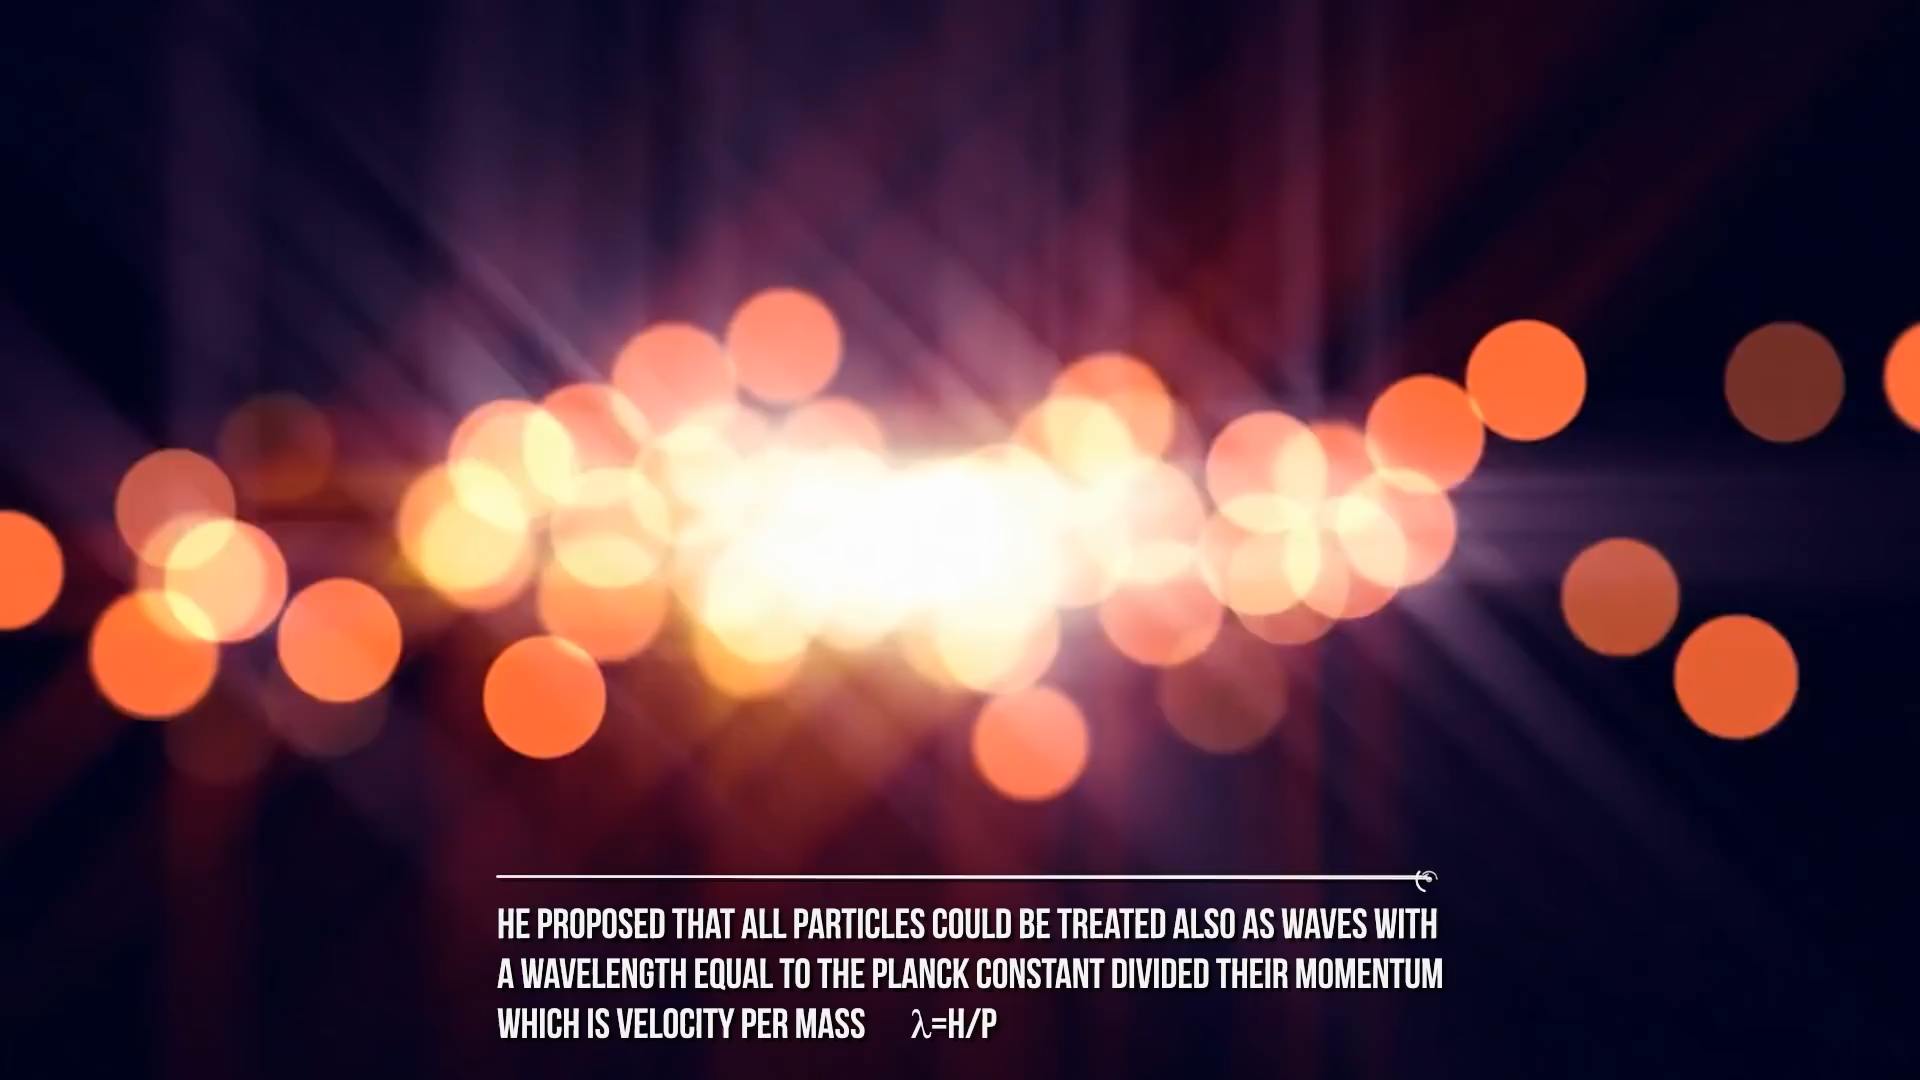 HE PROPOSED THAT ALL PARTICLES COULD BE TREATED ALSO AS WAVES WITH
A WAVELENGTH EQUAL TO THE PLANCK CONSTANT DIVIDED THEIR MOMENTUM
WHICH IS VELOCITY PER MASS λ=H/P